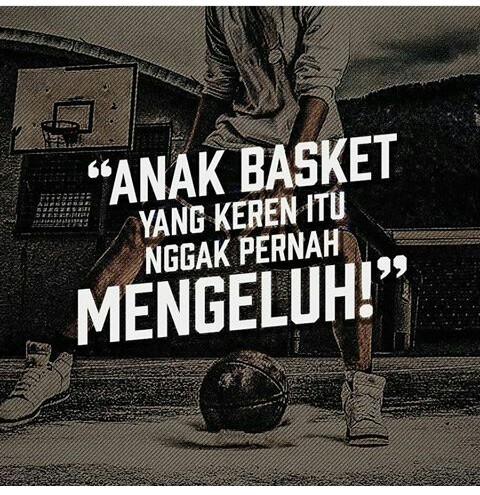 “ANAK BASKET
YANG KEREN ITU
NGGAK PERNAH
MENGELUH!”